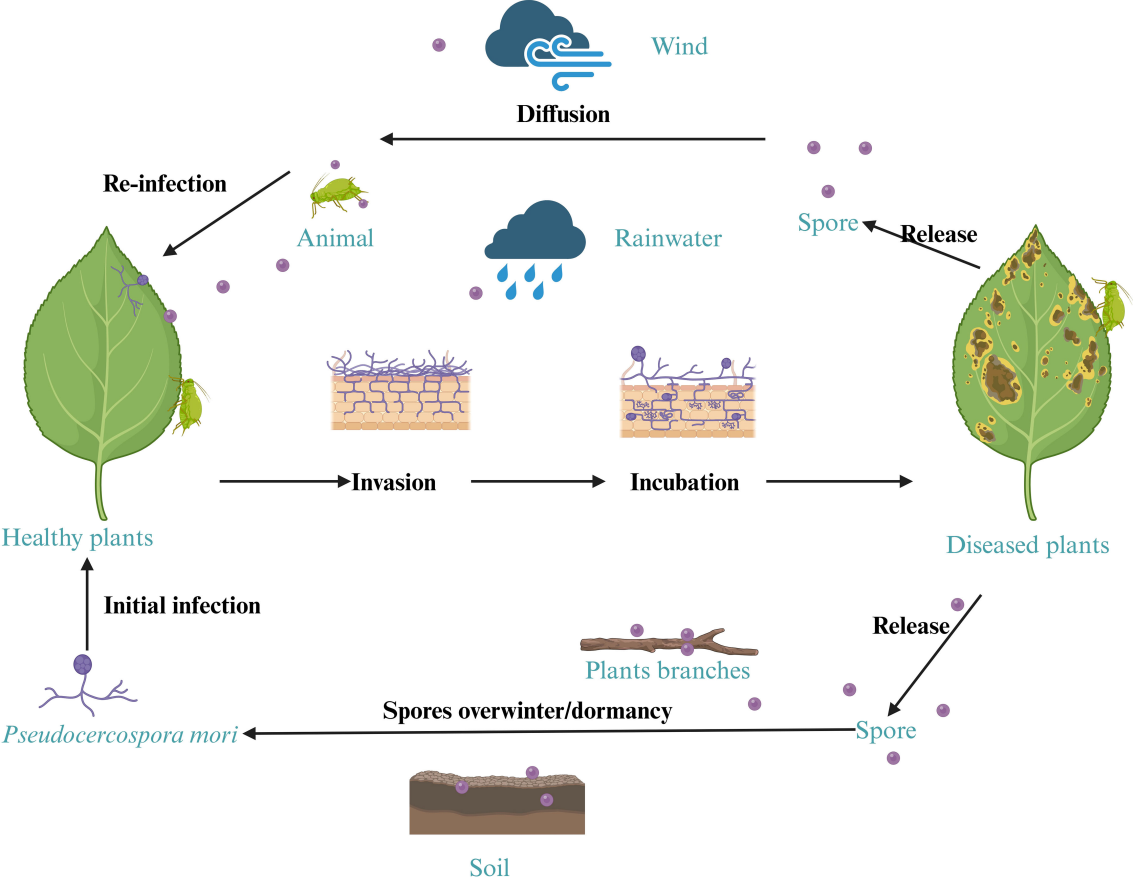 Wind
Diffusion
Re-infection
Animal
Rainwater
Spore
Release
Invasion
Incubation
Healthy plants
Diseased plants
Initial infection
Release
Plants branches
Spores overwinter/dormancy
Pseudocercospora mori
Spore
Soil